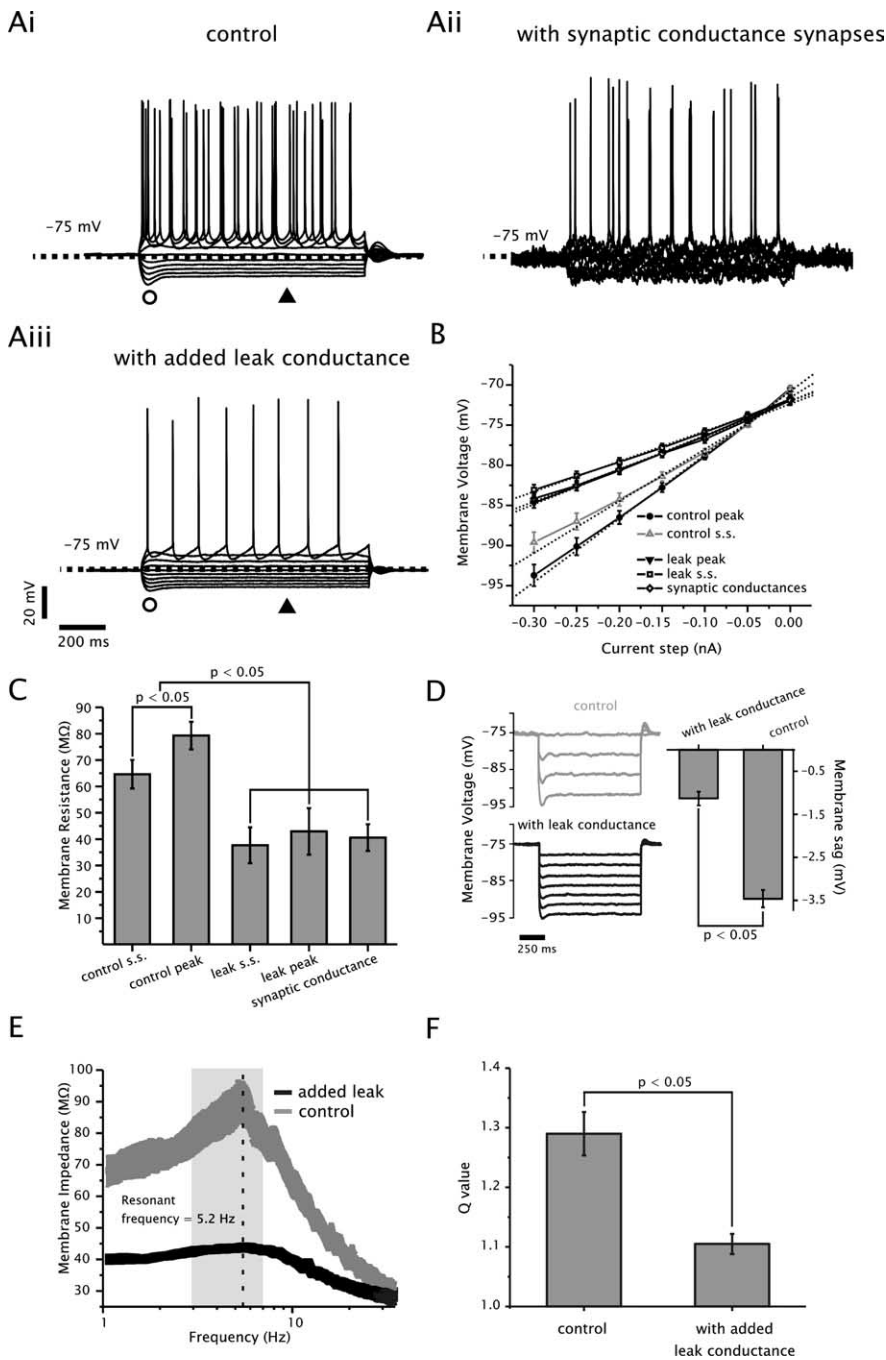 Ai
control
Aii
with synaptic conductance synapses
−75 mV
−75 mV
Aiii
with added leak conductance
−75 mV
20 mV
200 ms
B
Membrane Voltage (mV)
−70
−75
−80
−85
−90
−95
control peak
control s.s.
leak peak
leak s.s.
synaptic conductances
−0.30 −0.25 −0.20 −0.15 −0.10 −0.05 0.00
Current step (nA)
C
Membrane Resistance (MΩ)
90
80
70
60
50
40
30
20
10
p < 0.05
p < 0.05
control s.s.
control peak
leak s.s.
leak peak
synaptic conductance
D
Membrane Voltage (mV)
control
−75
−85
−95
with leak conductance
−75
−85
−95
250 ms
with leak conductance
control
−0.5
−1.5
−2.5
−3.5
Membrane sag (mV)
p < 0.05
E
Membrane Impedance (MΩ)
100
90
80
70
60
50
40
30
added leak
control
Resonant
frequency = 5.2 Hz
1 10
Frequency (Hz)
F
Q value
1.4
1.3
1.2
1.1
1.0
p < 0.05
control
with added
leak conductance